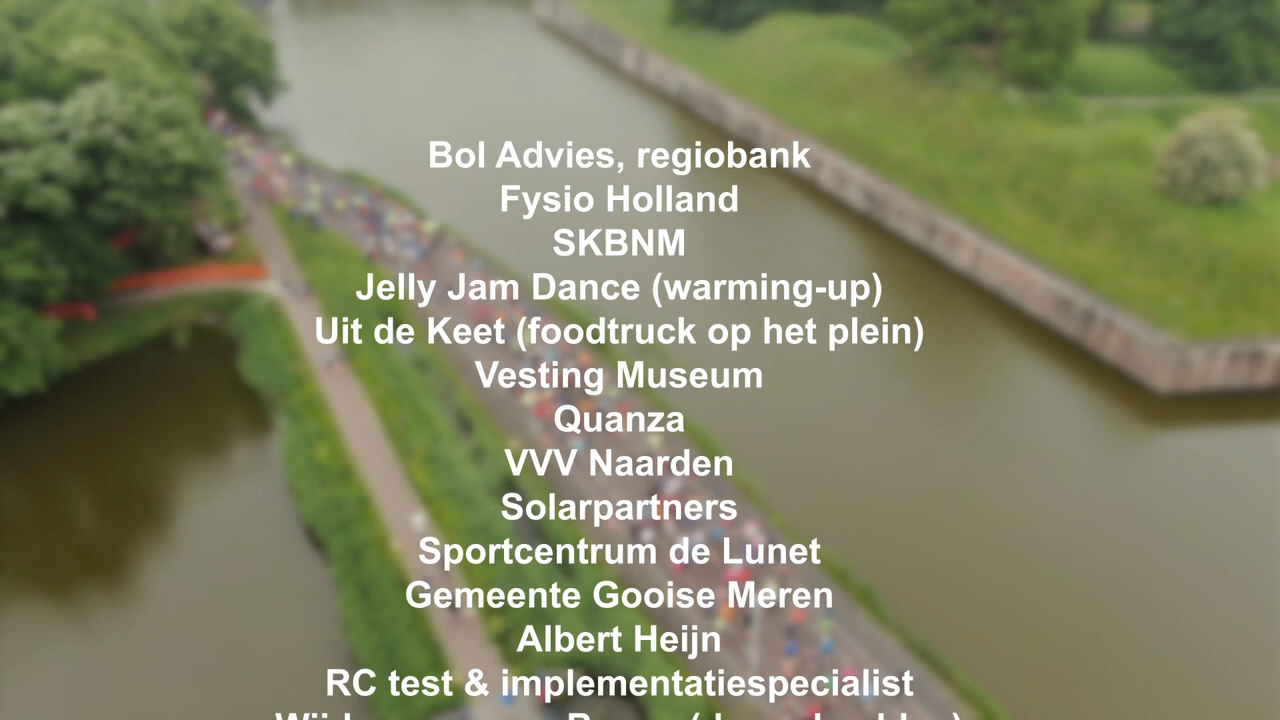 Bol Advies, regiobank
Fysio Holland
SKBNM
Jelly Jam Dance (warming-up)
Uit de Keet (foodtruck op het plein)
Vesting Museum
Quanza
VVV Naarden
Solarpartners
Sportcentrum de Lunet
Gemeente Gooise Meren
Albert Heijn
RC test & implementatiespecialist